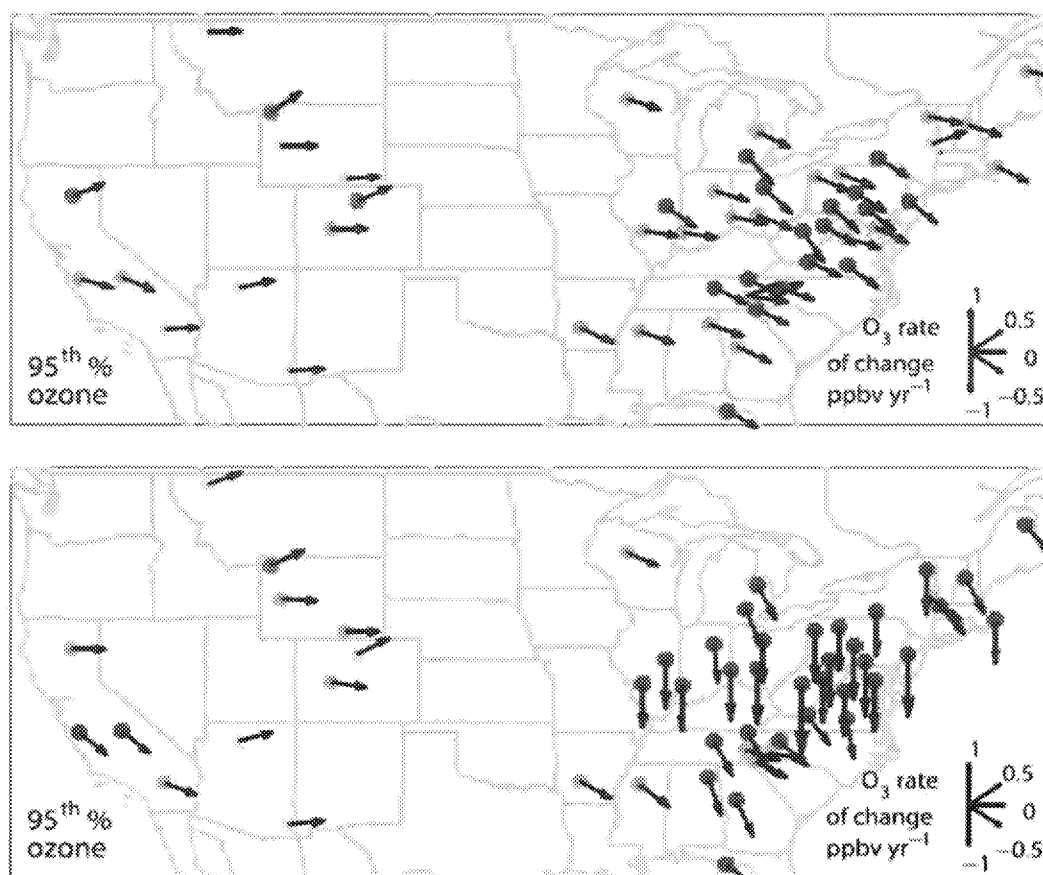 95th %
ozone
O3 rate
of change
ppbv yr−1
1
0.5
0
−0.5
−1
95th %
ozone
O3 rate
of change
ppbv yr−1
1
0.5
0
−0.5
−1